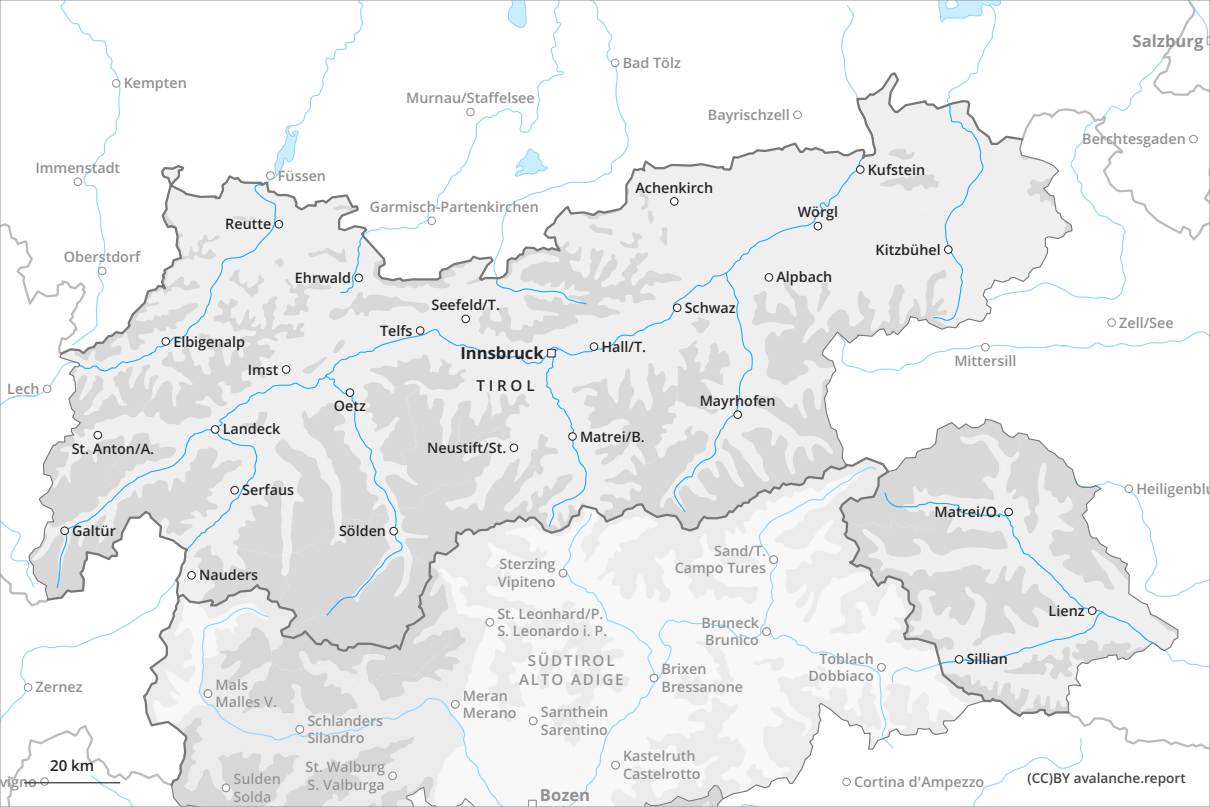 Salzburg
Bad Tölz
Kempten
Murnau/Staffelsee
Bayrischzell
Berchtesgaden
Immenstadt
Füssen
Kufstein
Achenkirch
Garmisch-Partenkirchen
Wörgl
Reutte
Kitzbühel
Oberstdorf
Ehrwald
Alpbach
Seefeld/T.
Schwaz
Zell/See
Telfs
Elbigenalp
Innsbruck
Hall/T.
Mittersill
Imst
TIROL
Lech
Oetz
Mayrhofen
Landeck
Matrei/B.
St. Anton/A.
Neustift/St.
Serfaus
Heiligenblu
Matrei/O.
Galtür
Sölden
Sand/T.
Campo Tures
Sterzing
Vipiteno
Nauders
Lienz
St. Leonhard/P.
S. Leonardo i. P.
Bruneck
Brunico
SÜDTIROL
ALTO ADIGE
Toblach
Dobbiaco
Sillian
Brixen
Bressanone
Zernez
Mals
Malles V.
Meran
Merano
Sarnthein
Sarentino
Schlanders
Silandro
Kastelruth
Castelrotto
20 km
St. Walburg
S. Valburga
vigno
Sulden
Solda
Cortina d'Ampezzo
(CC)BY avalanche.report
Bozen